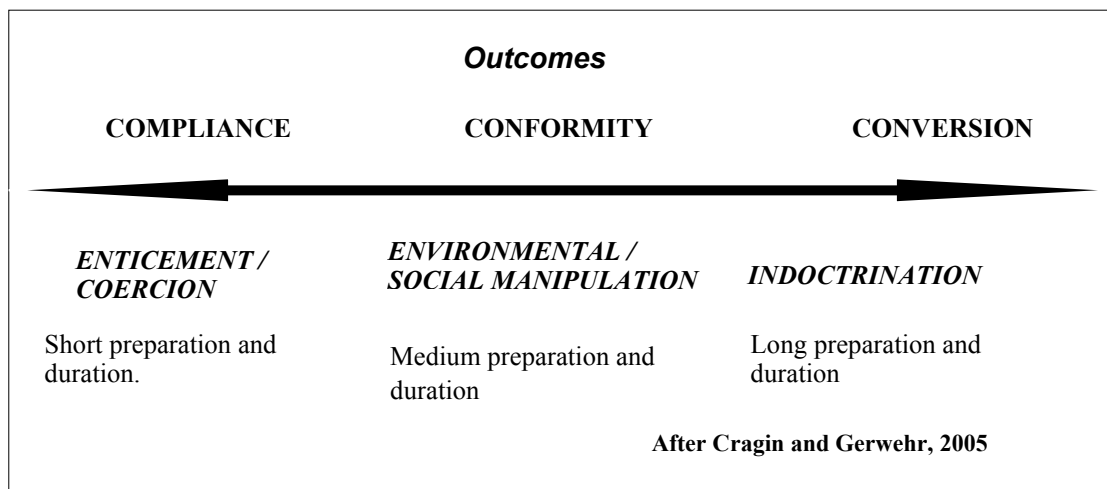 Outcomes
COMPLIANCE CONFORMITY CONVERSION
ENTICEMENT /
COERCION
Short preparation and
duration.
ENVIRONMENTAL /
SOCIAL MANIPULATION
Medium preparation and
duration
INDOCTRINATION
Long preparation and
duration
After Cragin and Gerwehr, 2005